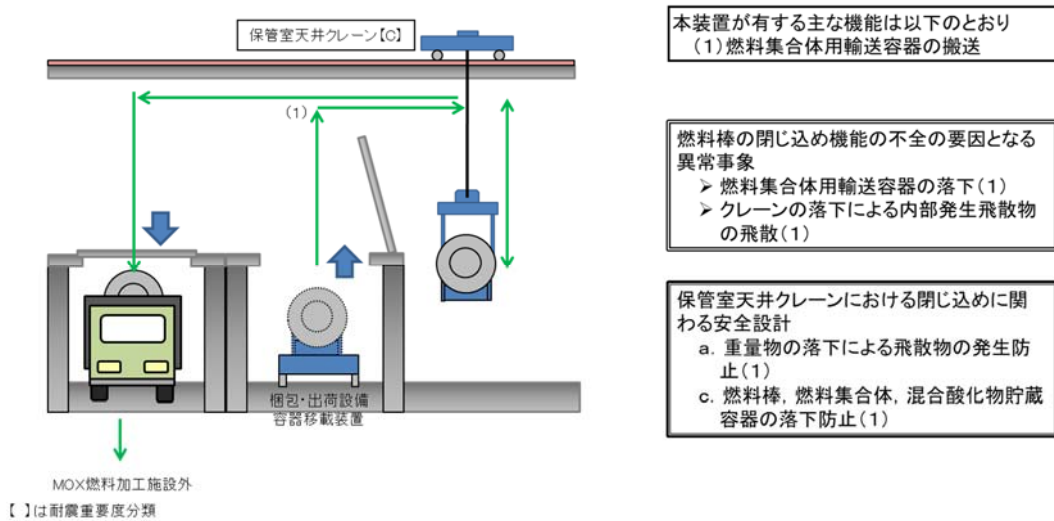 保管室天井クレーン【C】
(1)
梱包・出荷設備
容器移載装置
MOX燃料加工施設外
【 】は耐震重要度分類
本装置が有する主な機能は以下のとおり
(1)燃料集合体用輸送容器の搬送
燃料棒の閉じ込め機能の不全の要因となる
異常事象
➢ 燃料集合体用輸送容器の落下(1)
➢ クレーンの落下による内部発生飛散物
の飛散(1)
保管室天井クレーンにおける閉じ込めに関
わる安全設計
a. 重量物の落下による飛散物の発生防
止(1)
c. 燃料棒, 燃料集合体, 混合酸化物貯蔵
容器の落下防止(1)